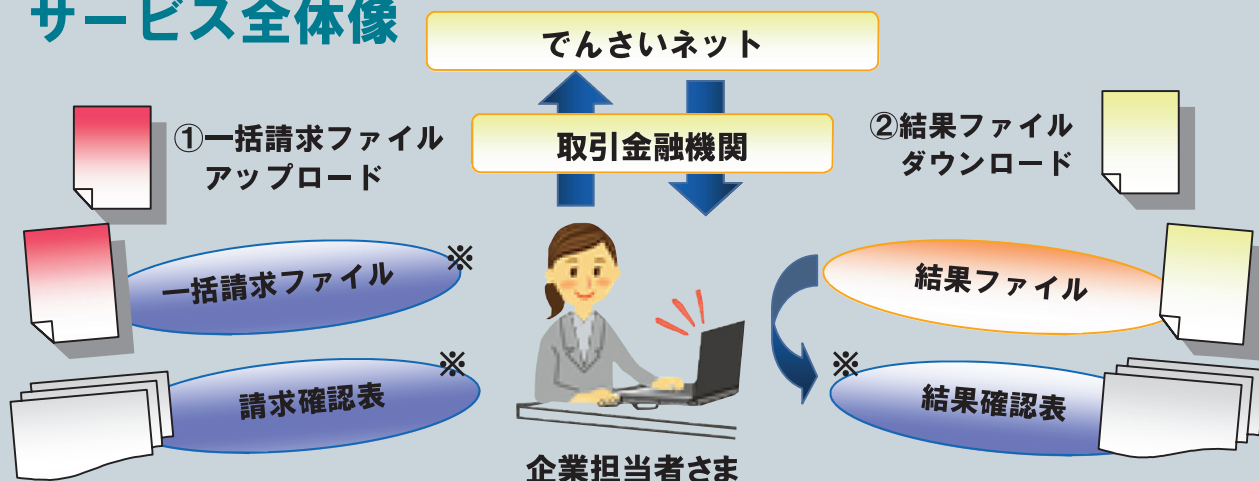 サービス全体像
でんさいネット
①一括請求ファイル
アップロード
取引金融機関
②結果ファイル
ダウンロード
一括請求ファイル
※
結果ファイル
請求確認表
※
※
結果確認表
企業担当者さま